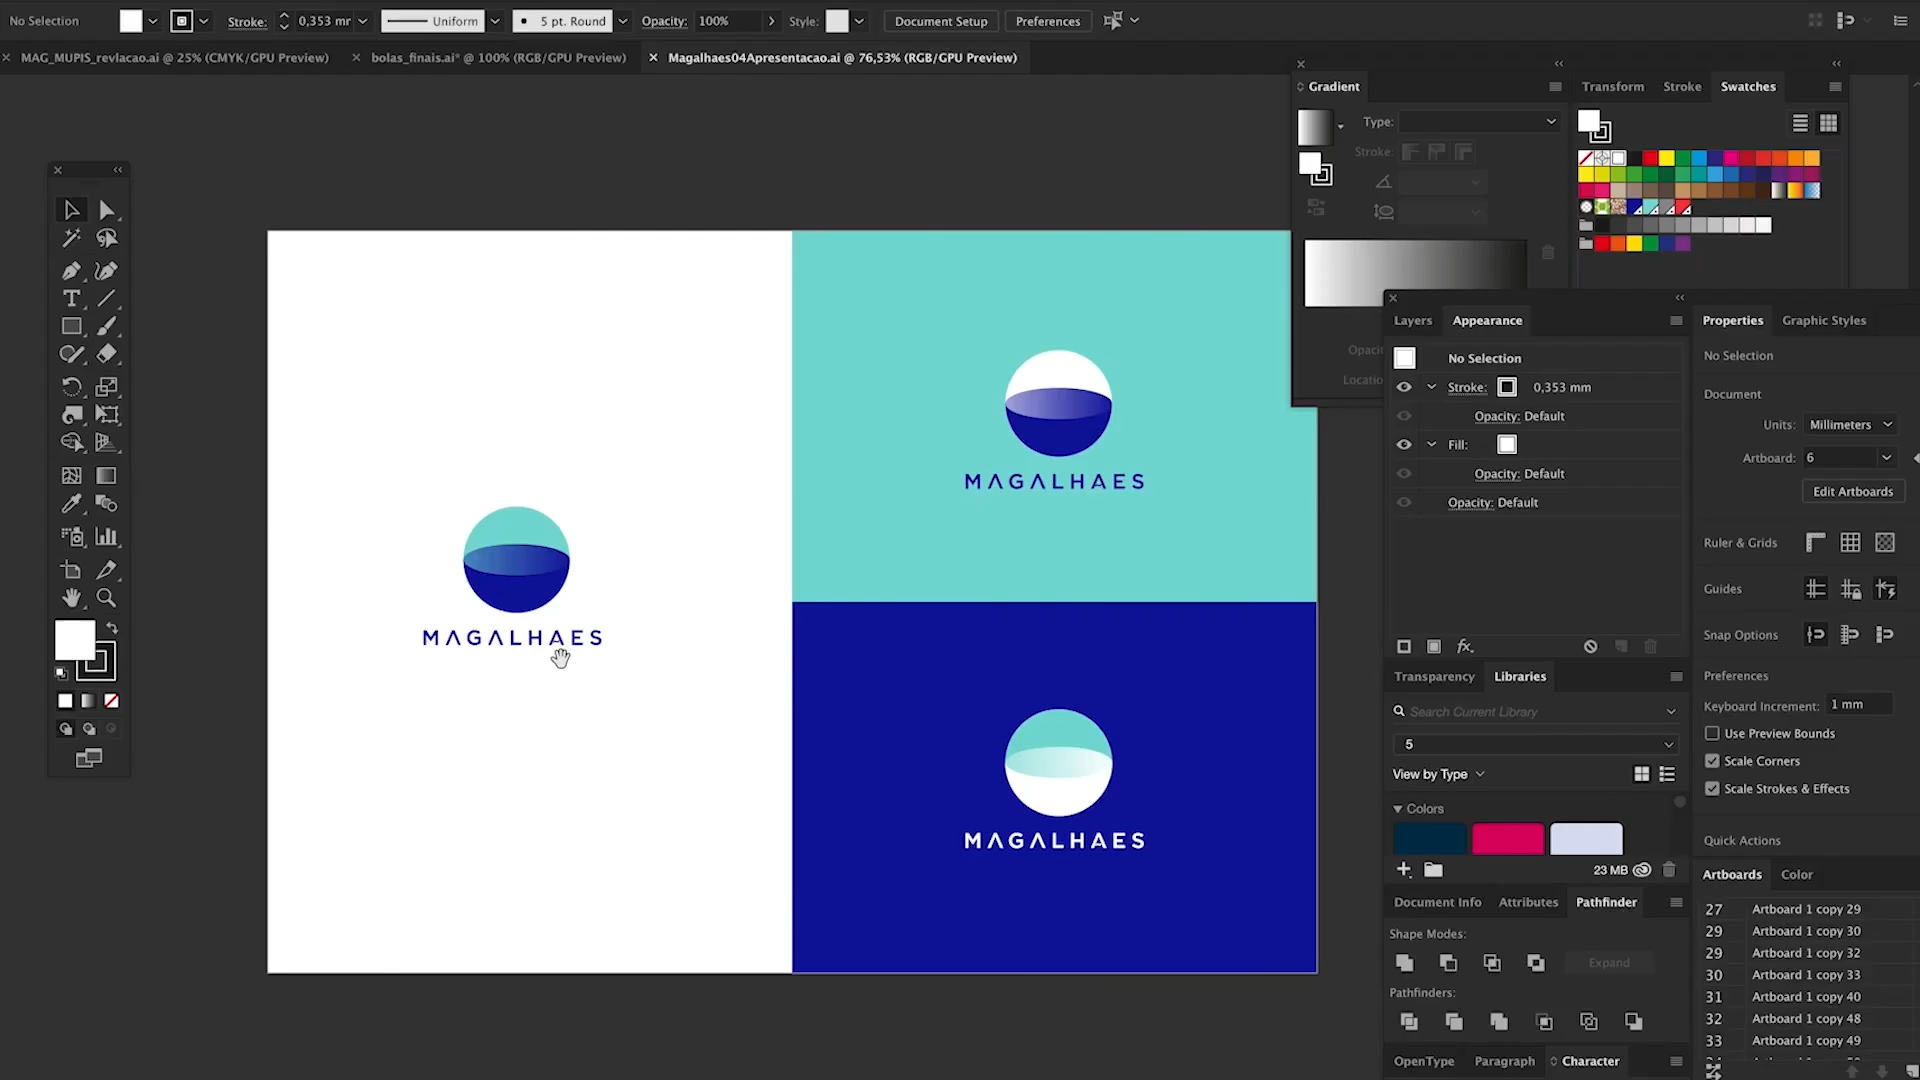 No Selection
Stroke:
0,353 mr
Uniform
5 pt. Round
Opacity:
100%
Style:
Document Setup
Preferences
MAG_MUPIS_revlacao.ai @ 25% (CMYK/GPU Preview)
bolas_finais.ai* @ 100% (RGB/GPU Preview)
Magalhaes04Apresentacao.ai @ 76,53% (RGB/GPU Preview)
Gradient
Type:
Stroke:
Opaci
Locatio
Transform
Stroke
Swatches
MAGALHAES
MAGALHAES
MAGALHAES
Layers
Appearance
No Selection
Stroke:
0,353 mm
Opacity: Default
Fill:
Opacity: Default
Opacity: Default
fx.
Transparency
Libraries
Search Current Library
5
View by Type
Colors
23 MB
Document Info
Attributes
Pathfinder
Shape Modes:
Expand
Pathfinders:
OpenType
Paragraph
Character
Properties
Graphic Styles
No Selection
Document
Units:
Millimeters
Artboard:
6
Edit Artboards
Ruler & Grids
Guides
Snap Options
Preferences
Keyboard Increment:
1 mm
Use Preview Bounds
Scale Corners
Scale Strokes & Effects
Quick Actions
Artboards
Color
27 Artboard 1 copy 29
29 Artboard 1 copy 30
29 Artboard 1 copy 32
30 Artboard 1 copy 33
31 Artboard 1 copy 40
32 Artboard 1 copy 48
33 Artboard 1 copy 49